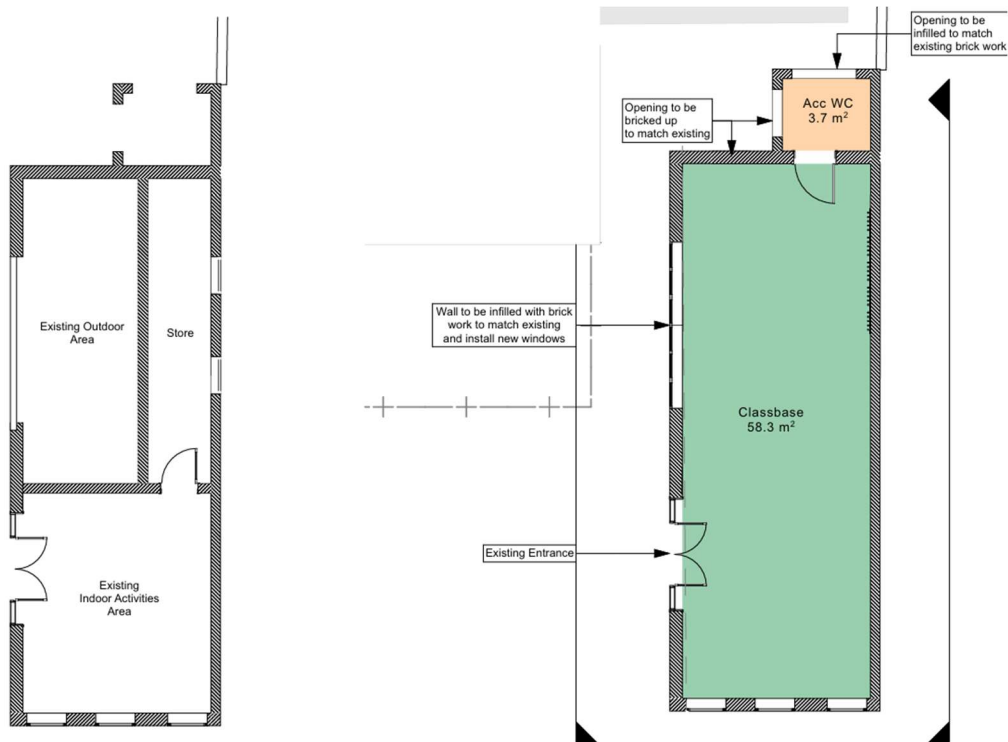 Existing Outdoor
Area
Store
Existing
Indoor Activities
Area
Opening to be
infilled to match
existing brick work
Acc WC
3.7 m²
Opening to be
bricked up
to match existing
Wall to be infilled with brick
work to match existing
and install new windows
Classbase
58.3 m²
Existing Entrance